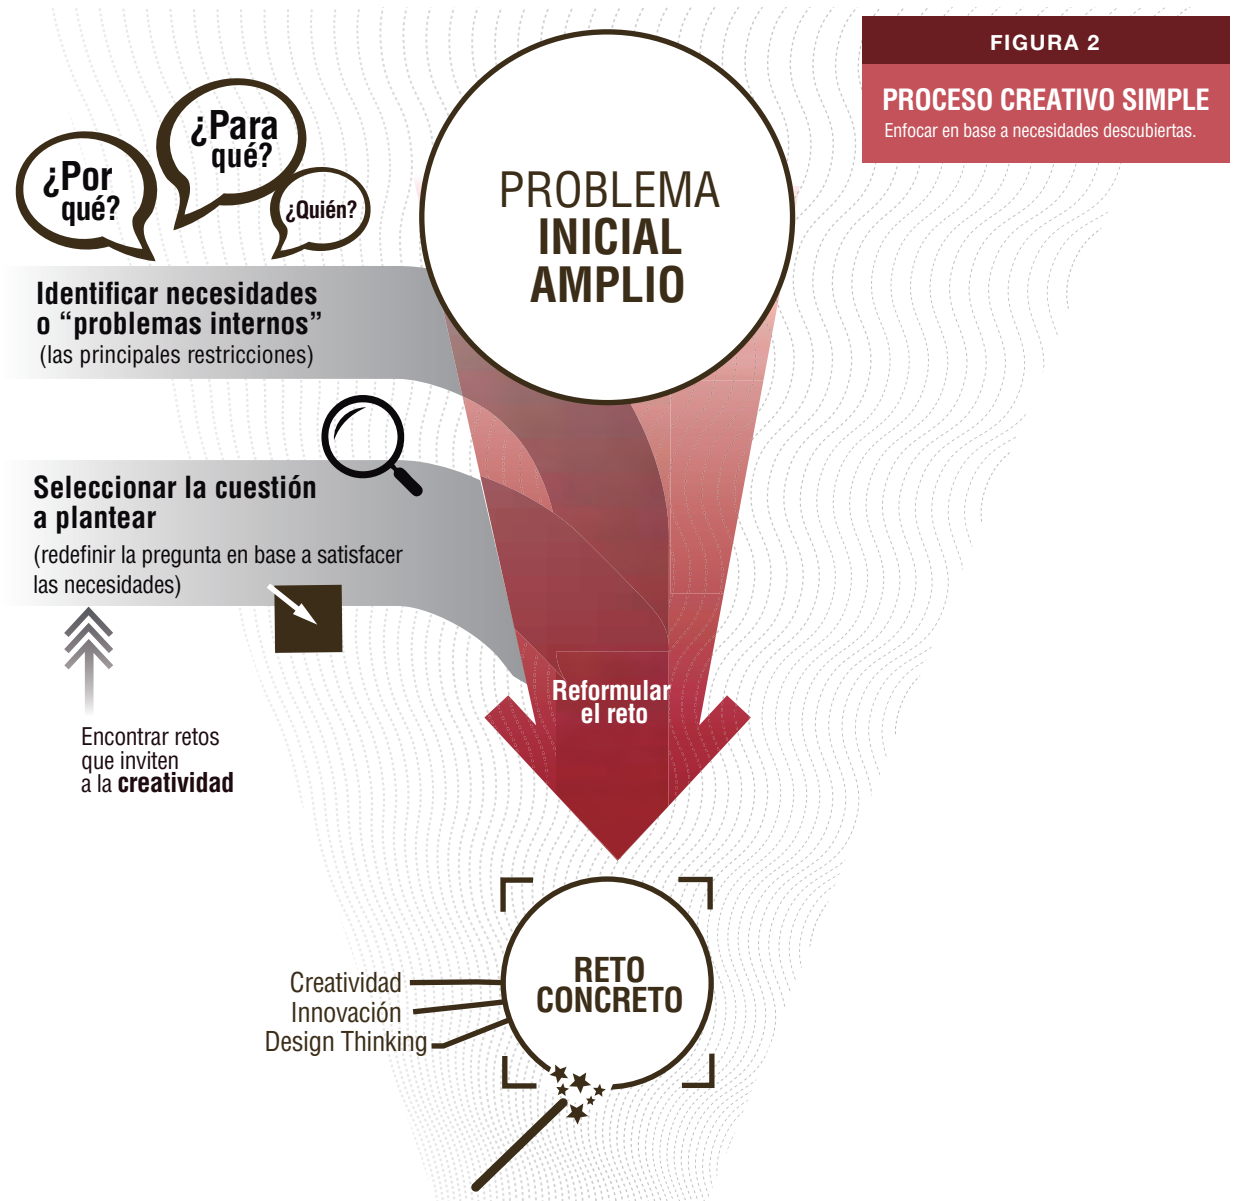 FIGURA 2
PROCESO CREATIVO SIMPLE
Enfocar en base a necesidades descubiertas.
¿Por
qué?
¿Para
qué?
¿Quién?
PROBLEMA
INICIAL
AMPLIO
Identificar necesidades
o “problemas internos”
(las principales restricciones)
Seleccionar la cuestión
a plantear
(redefinir la pregunta en base a satisfacer
las necesidades)
Encontrar retos
que inviten
a la creatividad
Reformular
el reto
RETO
CONCRETO
Creatividad
Innovación
Design Thinking